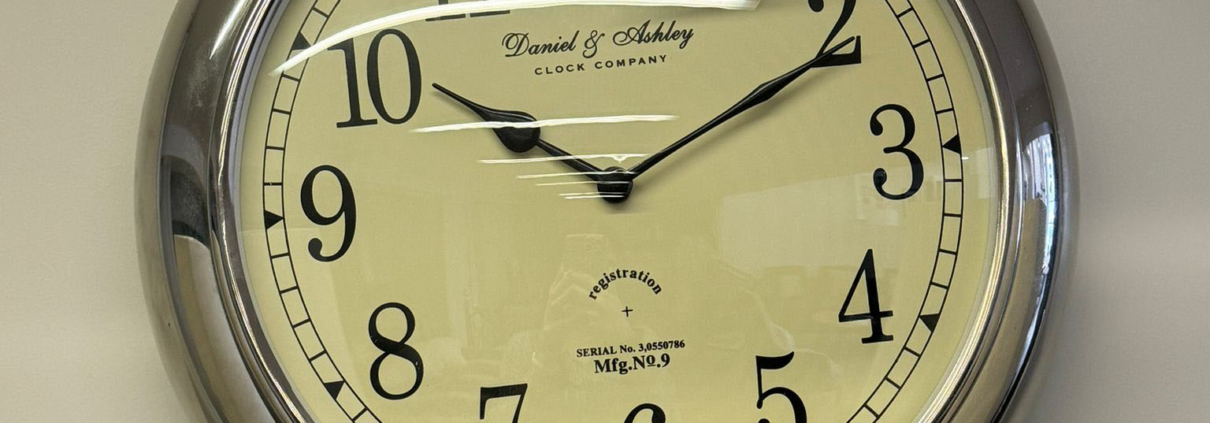 10
2
Daniel & Ashley
CLOCK COMPANY
3
9
registration
4
SERIAL No. 3,0550786
Mfg.No.9
8
5
7
6